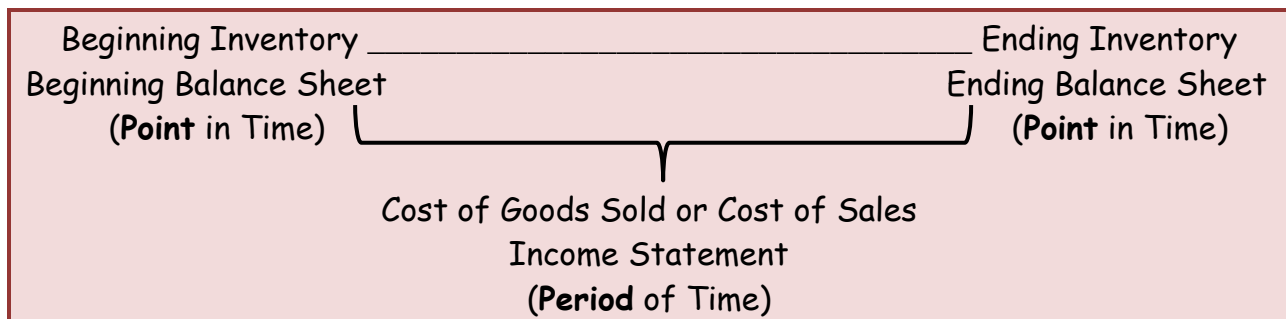 Beginning Inventory __________________________________ Ending Inventory
Beginning Balance Sheet Ending Balance Sheet
(Point in Time) (Point in Time)
Cost of Goods Sold or Cost of Sales
Income Statement
(Period of Time)